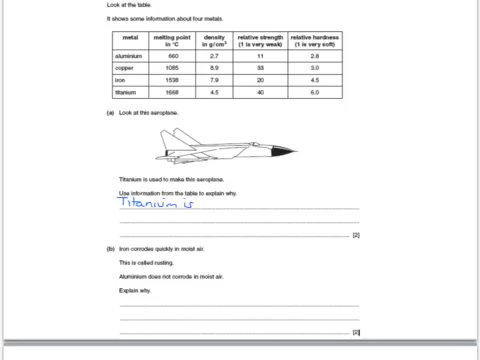 Look at the table.
It shows some information about four metals.
metal melting point in °C density in g/cm³ relative strength (1 is very weak) relative hardness (1 is very soft)
aluminium 660 2.7 11 2.8
copper 1085 8.9 33 3.0
iron 1538 7.9 20 4.5
titanium 1668 4.5 40 6.0
(a) Look at this aeroplane.
Titanium is used to make this aeroplane.
Use information from the table to explain why.
Titanium is
[2]
(b) Iron corrodes quickly in moist air.
This is called rusting.
Aluminium does not corrode in moist air.
Explain why.
[2]